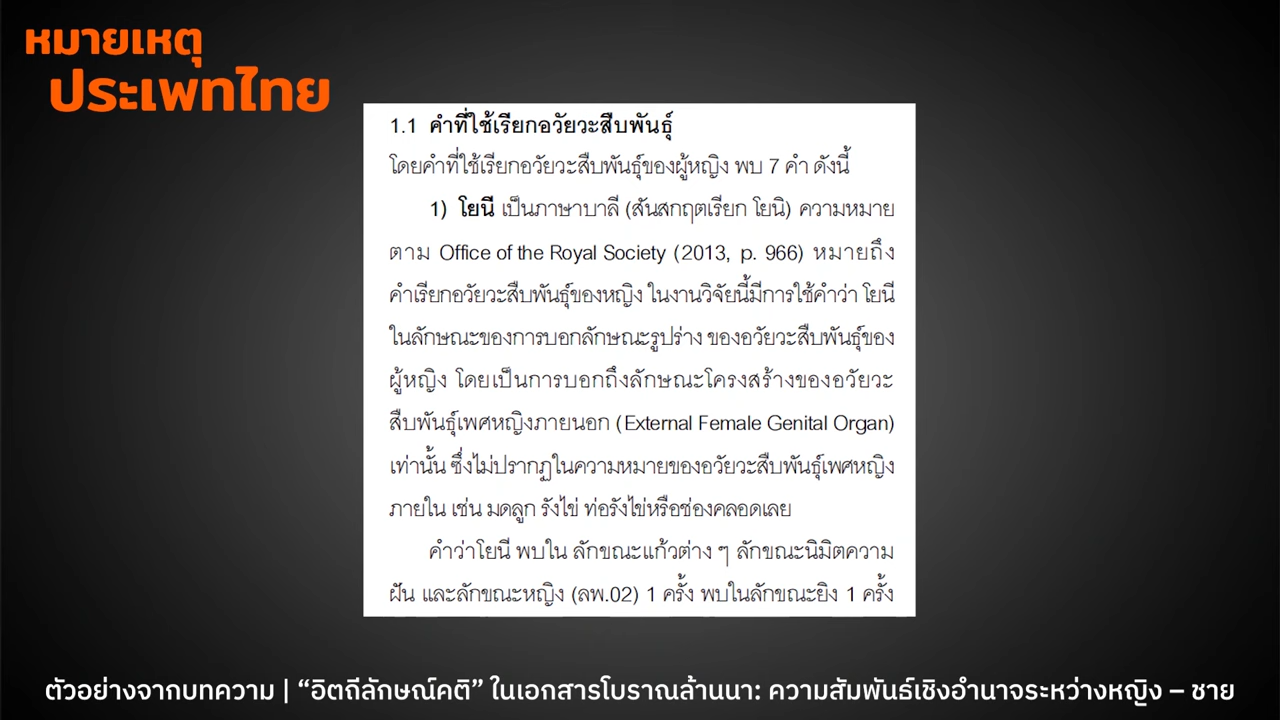 หมายเหตุ
ประเพทไทย
1.1 คำที่ใช้เรียกอวัยวะสืบพันธุ์
โดยคำที่ใช้เรียกอวัยวะสืบพันธุ์ของผู้หญิง พบ 7 คำ ดังนี้
1) โยนี เป็นภาษาบาลี (สันสกฤตเรียก โยนิ) ความหมาย
ตาม Office of the Royal Society (2013, p. 966) หมายถึง
คำเรียกอวัยวะสืบพันธุ์ของหญิง ในงานวิจัยนี้มีการใช้คำว่า โยนี
ในลักษณะของการบอกลักษณะรูปร่าง ของอวัยวะสืบพันธุ์ของ
ผู้หญิง โดยเป็นการบอกถึงลักษณะโครงสร้างของอวัยวะ
สืบพันธุ์เพศหญิงภายนอก (External Female Genital Organ)
เท่านั้น ซึ่งไม่ปรากฏในความหมายของอวัยวะสืบพันธุ์เพศหญิง
ภายใน เช่น มดลูก รังไข่ ท่อรังไข่หรือช่องคลอดเลย
คำว่าโยนี พบใน ลักขณะแก้วต่าง ๆ ลักขณะนิมิตความ
ฝัน และลักขณะหญิง (ลพ.02) 1 ครั้ง พบในลักขณะยิง 1 ครั้ง
ตัวอย่างจากบทความ | “อิตถีลักษณ์คติ” ในเอกสารโบราณล้านนา: ความสัมพันธ์เชิงอำนาจระหว่างหญิง – ชาย